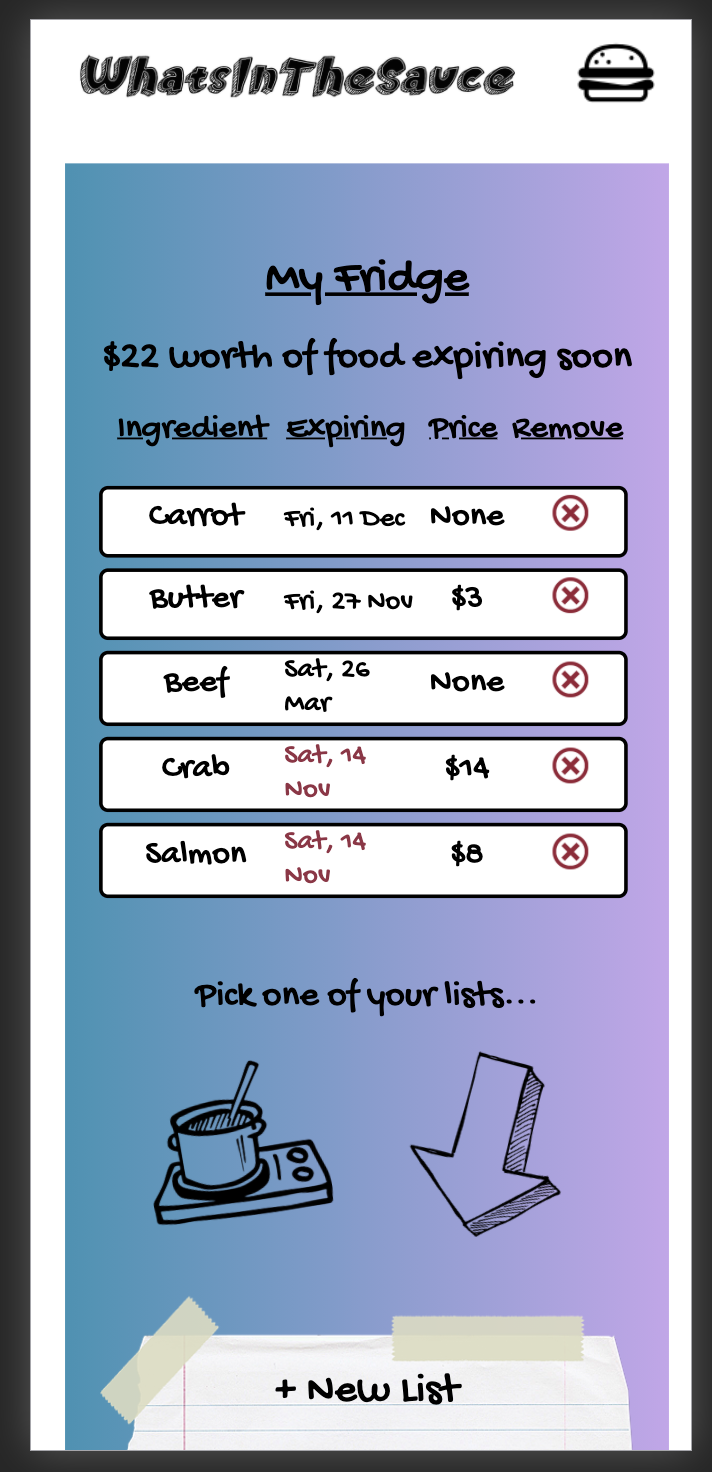 WhatsInTheSauce
My Fridge
$22 worth of food expiring soon
Ingredient Expiring Price Remove
Carrot Fri, 11 Dec None
Butter Fri, 27 Nov $3
Beef Sat, 26 Mar None
Crab Sat, 14 Nov $14
Salmon Sat, 14 Nov $8
Pick one of your lists...
+ New List